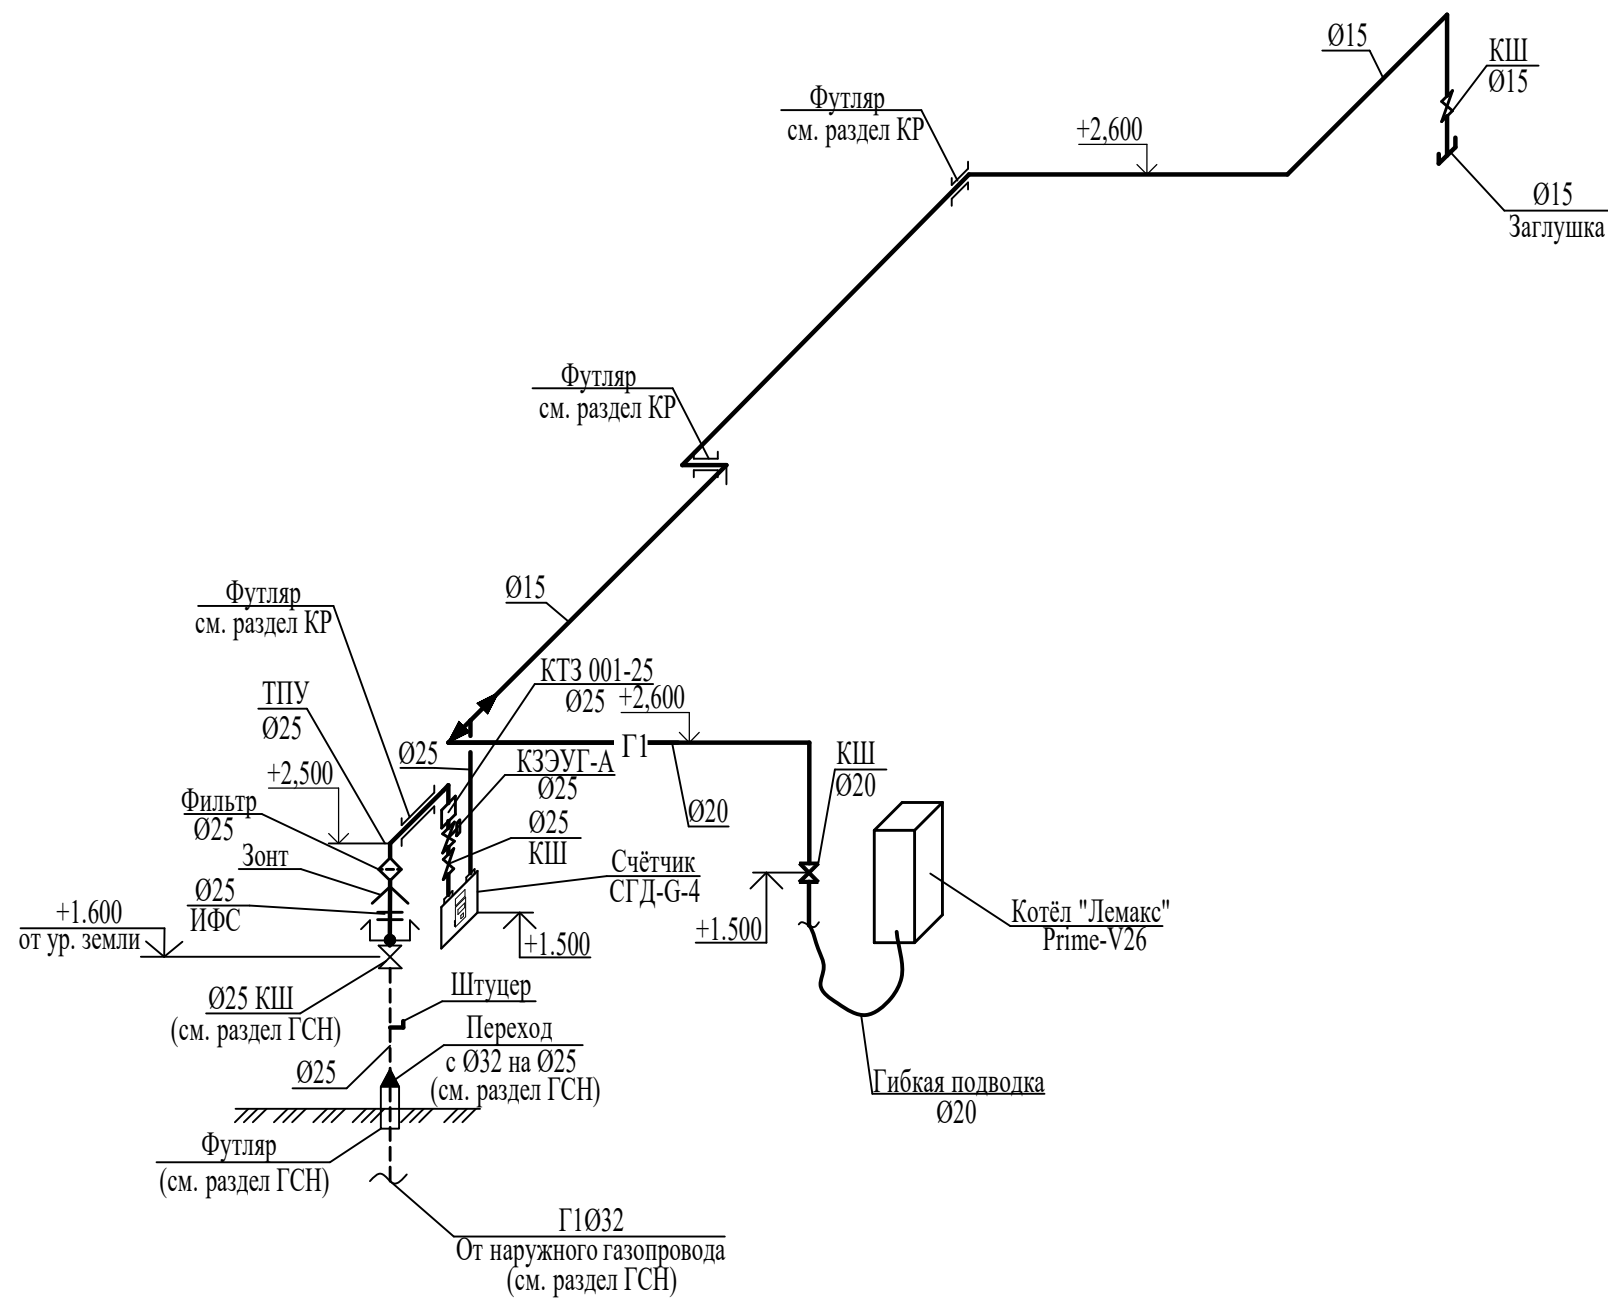 Ø15
КШ
Ø15
Футляр
см. раздел КР
+2,600
Ø15
Заглушка
Футляр
см. раздел КР
Ø15
Футляр
см. раздел КР
КТЗ 001-25
Ø25
+2,600
ТПУ
Ø25
Г1
Ø25
КЗЭУГ-А
Ø25
КШ
Ø20
+2,500
Фильтр
Ø25
Ø20
Ø25
КШ
Зонт
Счётчик
СГД-G-4
Ø25
ИФС
+1.600
от ур. земли
+1.500
+1.500
Котёл "Лемакс"
Prime-V26
Штуцер
Ø25 КШ
(см. раздел ГСН)
Переход
с Ø32 на Ø25
(см. раздел ГСН)
Ø25
Гибкая подводка
Ø20
Футляр
(см. раздел ГСН)
Г1Ø32
От наружного газопровода
(см. раздел ГСН)